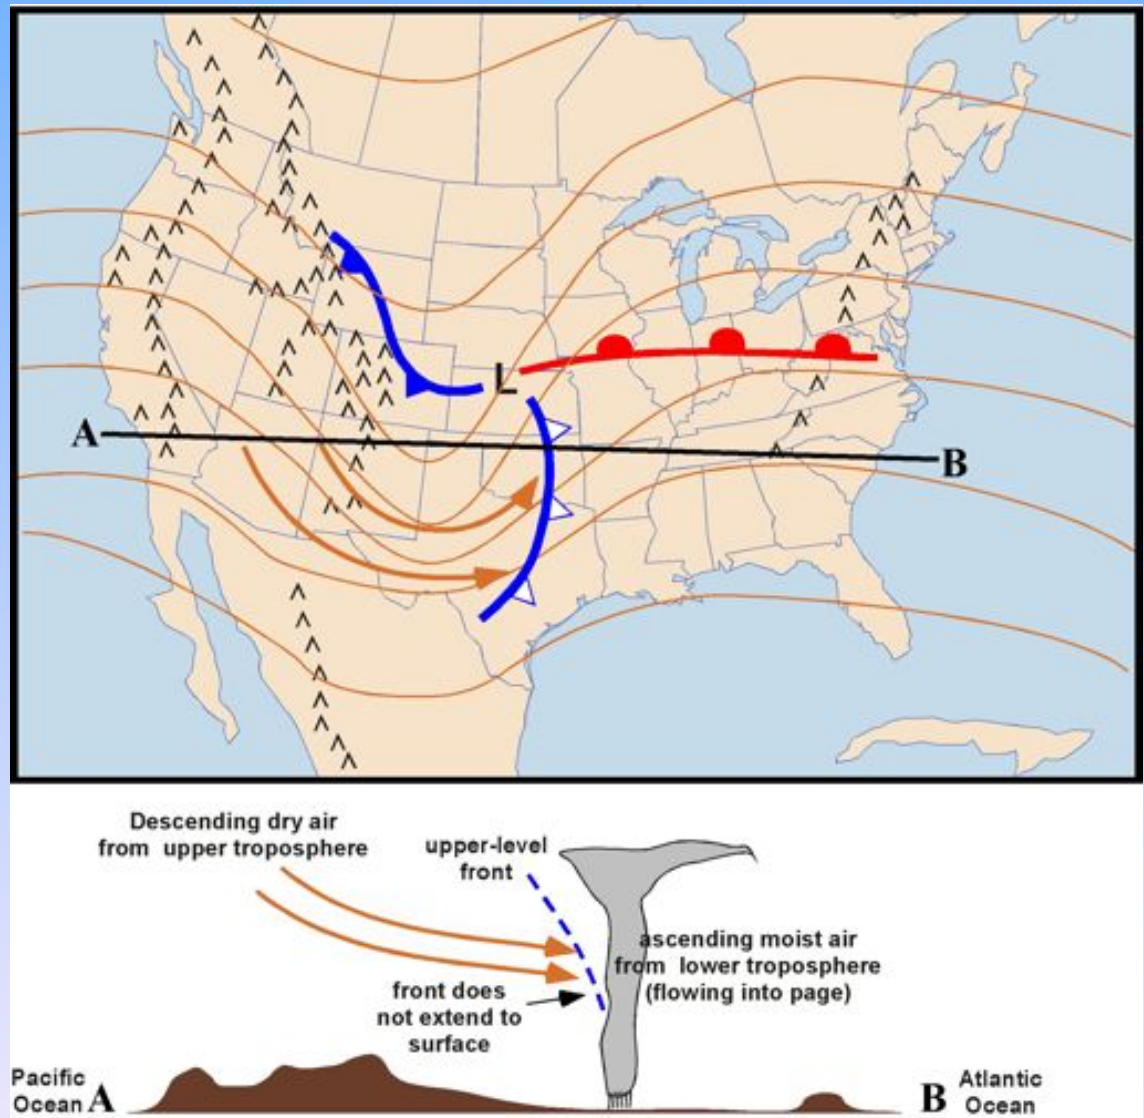 L
A
B
Descending dry air
from upper troposphere
upper-level
front
ascending moist air
from lower troposphere
(flowing into page)
front does
not extend to
surface
Pacific
Ocean A
B Atlantic
Ocean